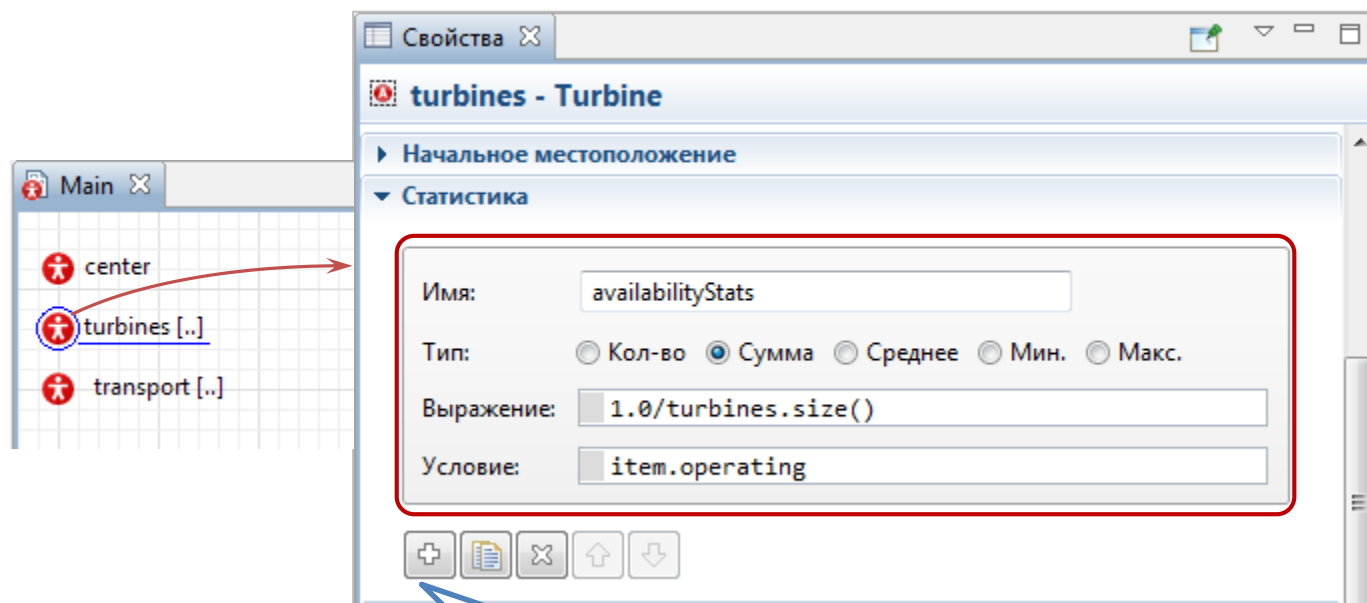 Свойства
turbines - Turbine
Начальное местоположение
Main
Статистика
center
Имя: availabilityStats
turbines [..]
Тип: Кол-во Сумма Среднее Мин. Макс.
transport [..]
Выражение: 1.0/turbines.size()
Условие: item.operating